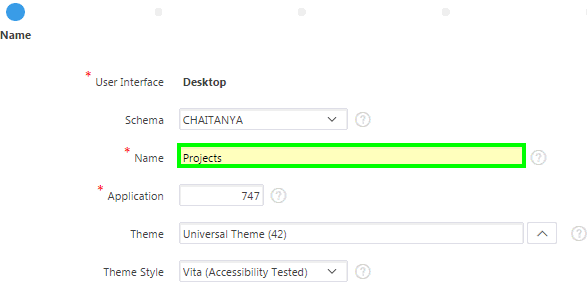 Name
* User Interface Desktop
Schema CHAITANYA ?
* Name Projects ?
* Application 747 ?
Theme Universal Theme (42) ?
Theme Style Vita (Accessibility Tested) ?